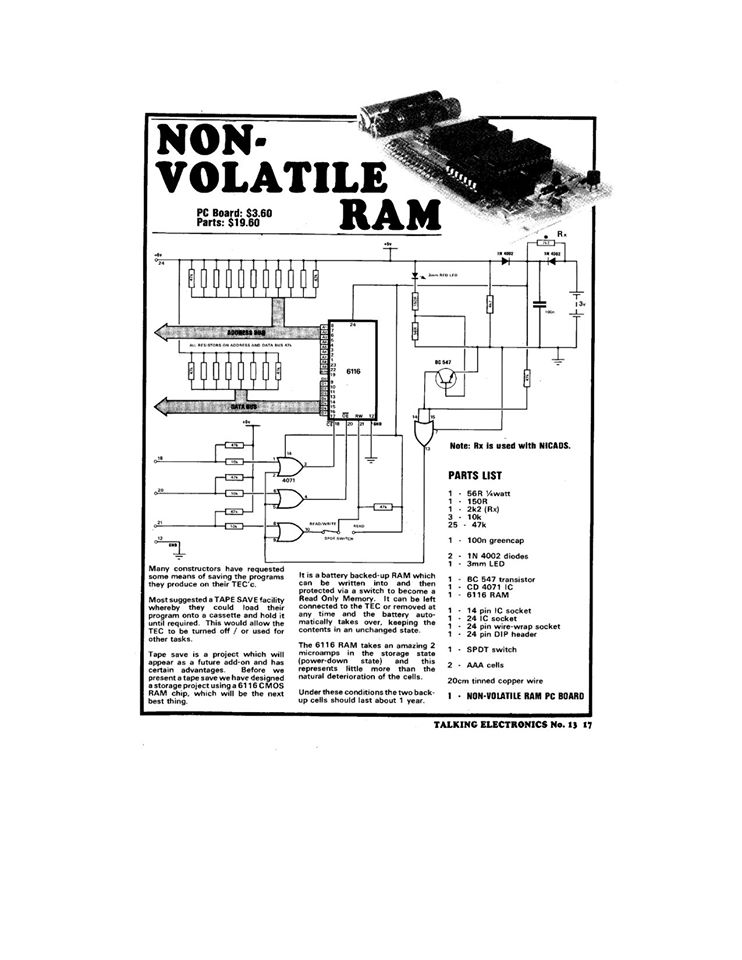 NON-
VOLATILE
RAM
PC Board: $3.60
Parts: $19.60
+5v
24
+5v
Rx
2k2
1N 4002
1N 4002
3mm RED LED
100n
3v
ADDRESS BUS
ALL RESISTORS ON ADDRESS AND DATA BUS 47k
DATA BUS
24
6116
CE 18 20 21 12 GND
OE RW
BC 547
14 15
13
+5v
18
47k
10k
4071
20
47k
10k
21
47k
10k
12
GND
READ/WRITE
READ
SPDT SWITCH
47k
Note: Rx is used with NICADS.
PARTS LIST
1 - 56R ¼watt
1 - 150R
1 - 2k2 (Rx)
3 - 10k
25 - 47k
1 - 100n greencap
2 - 1N 4002 diodes
1 - 3mm LED
1 - BC 547 transistor
1 - CD 4071 IC
1 - 6116 RAM
1 - 14 pin IC socket
1 - 24 IC socket
1 - 24 pin wire-wrap socket
1 - 24 pin DIP header
1 - SPDT switch
2 - AAA cells
20cm tinned copper wire
1 - NON-VOLATILE RAM PC BOARD
Many constructors have requested
some means of saving the programs
they produce on their TEC'c.
Most suggested a TAPE SAVE facility
whereby they could load their
program onto a cassette and hold it
until required. This would allow the
TEC to be turned off / or used for
other tasks.
Tape save is a project which will
appear as a future add-on and has
certain advantages. Before we
present a tape save we have designed
a storage project using a 6116 CMOS
RAM chip, which will be the next
best thing.
It is a battery backed-up RAM which
can be written into and then
protected via a switch to become a
Read Only Memory. It can be left
connected to the TEC or removed at
any time and the battery auto-
matically takes over, keeping the
contents in an unchanged state.
The 6116 RAM takes an amazing 2
microamps in the storage state
(power-down state) and this
represents little more than the
natural deterioration of the cells.
Under these conditions the two back-
up cells should last about 1 year.
TALKING ELECTRONICS No. 13 17